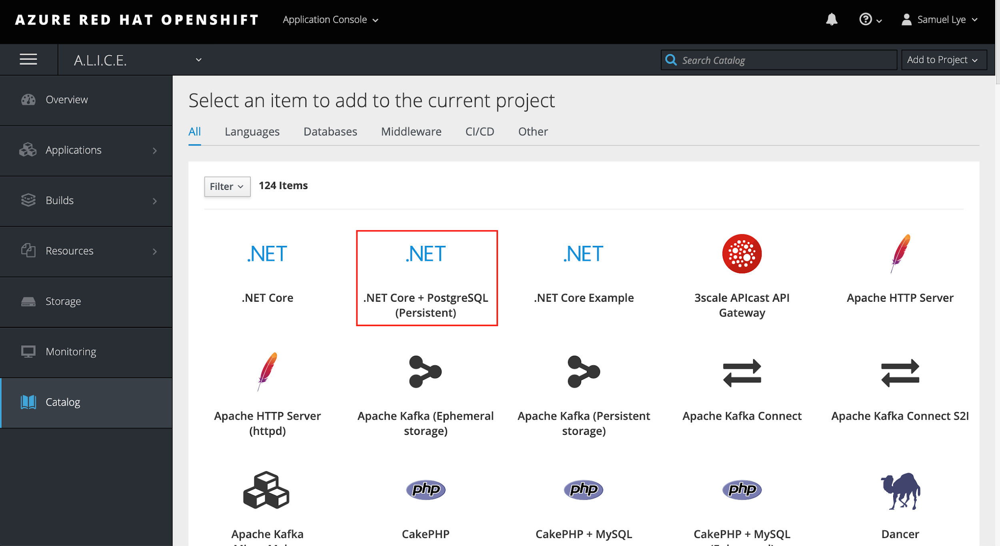 AZURE RED HAT OPENSHIFT
Application Console
Samuel Lye
A.L.I.C.E.
Search Catalog
Add to Project
Overview
Applications
Builds
Resources
Storage
Monitoring
Catalog
Select an item to add to the current project
All Languages Databases Middleware CI/CD Other
Filter 124 Items
.NET .NET .NET
.NET Core
.NET Core + PostgreSQL
(Persistent)
.NET Core Example
3scale APIcast API
Gateway
Apache HTTP Server
Apache HTTP Server
(httpd)
Apache Kafka (Ephemeral
storage)
Apache Kafka (Persistent
storage)
Apache Kafka Connect
Apache Kafka Connect S2I
php php php
Apache Kafka
CakePHP
CakePHP + MySQL
CakePHP + MySQL
Dancer